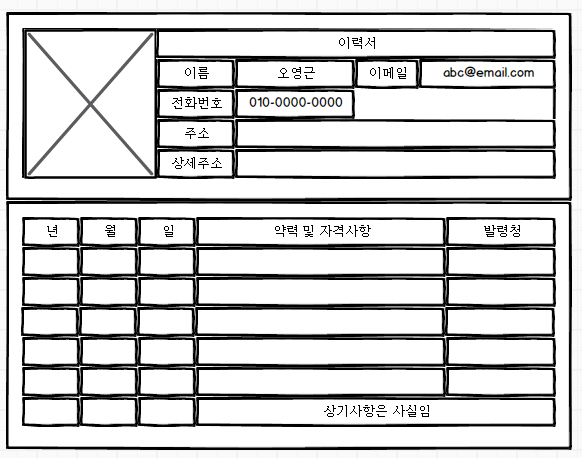 이력서
이름 오영근 이메일 abc@email.com
전화번호 010-0000-0000
주소
상세주소
년 월 일 약력 및 자격사항 발령청
상기사항은 사실임